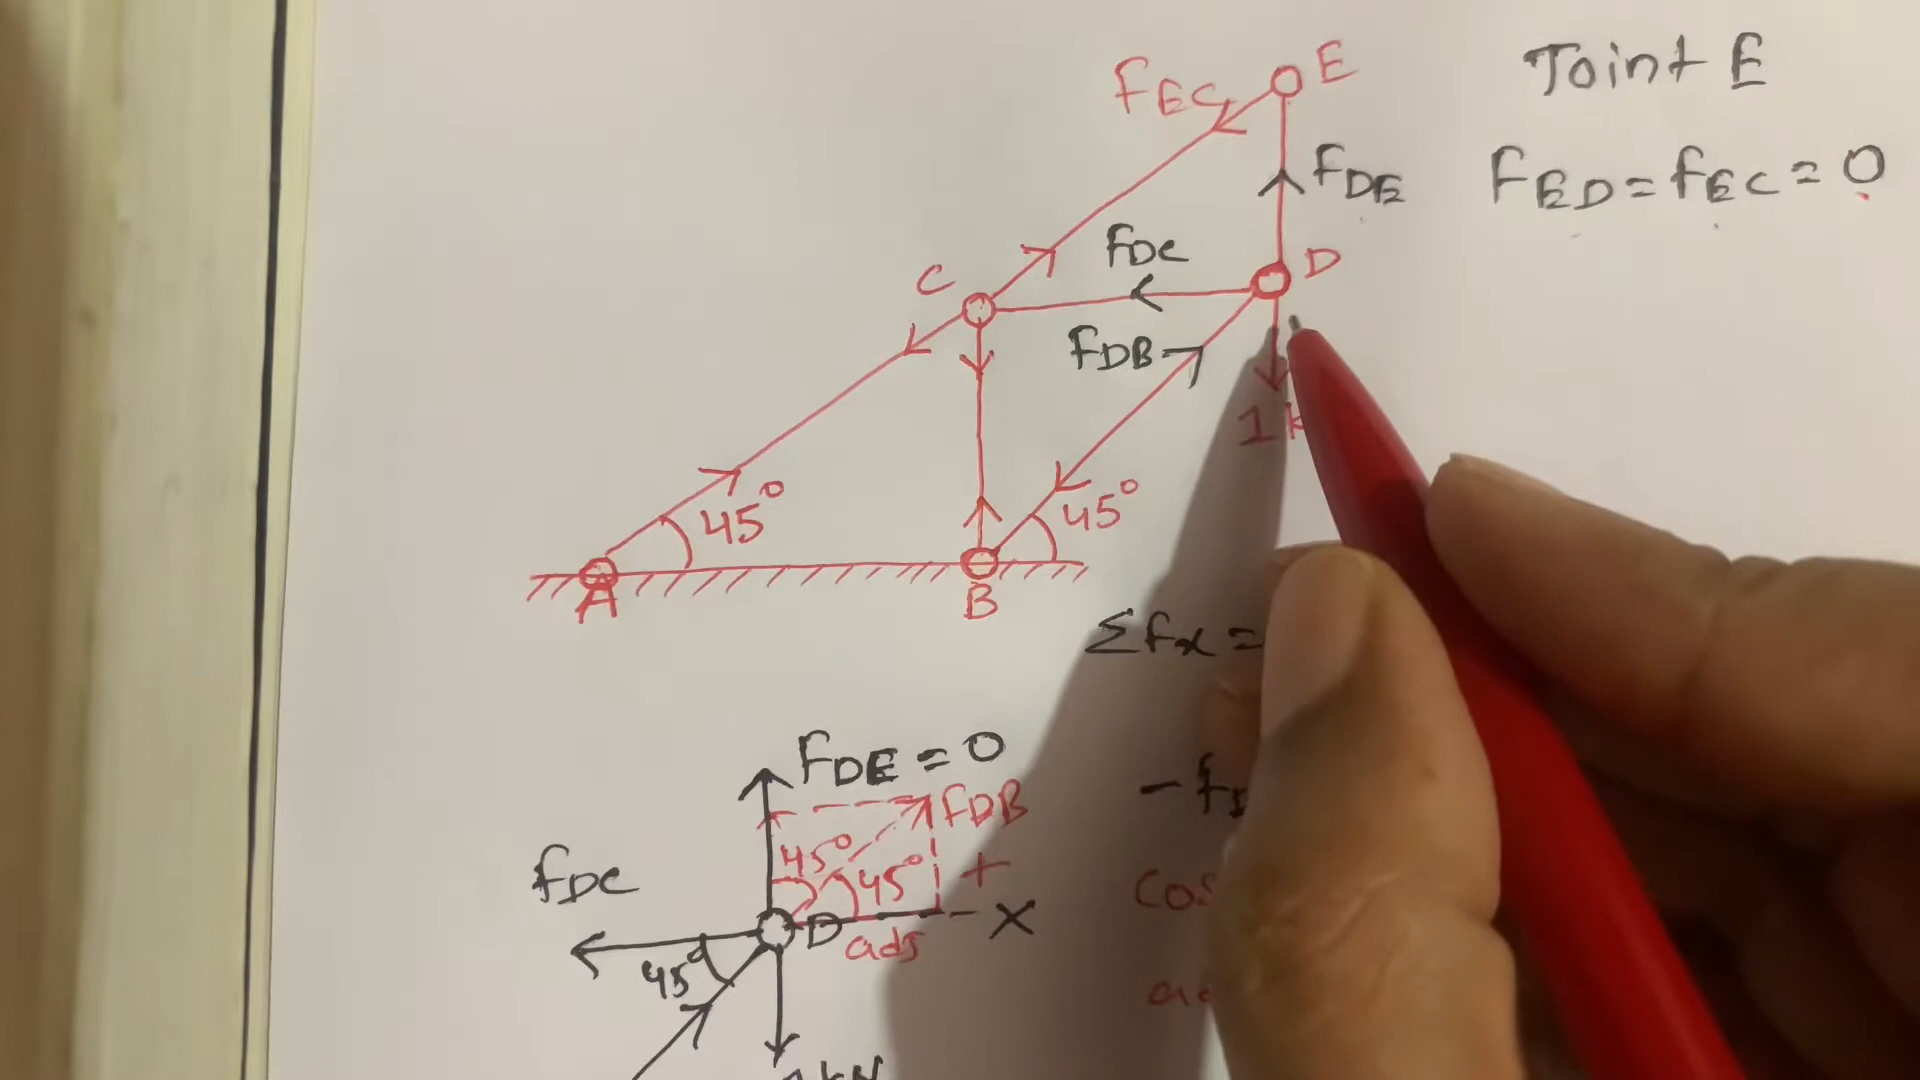 E
FEC
Joint E
FDE
FED = FEC = 0
FDC
D
C
FDB
1 k
45°
45°
A
B
Σfx =
FDE = 0
FDB
45°
45°
+
FDC
D
X
adj
45°